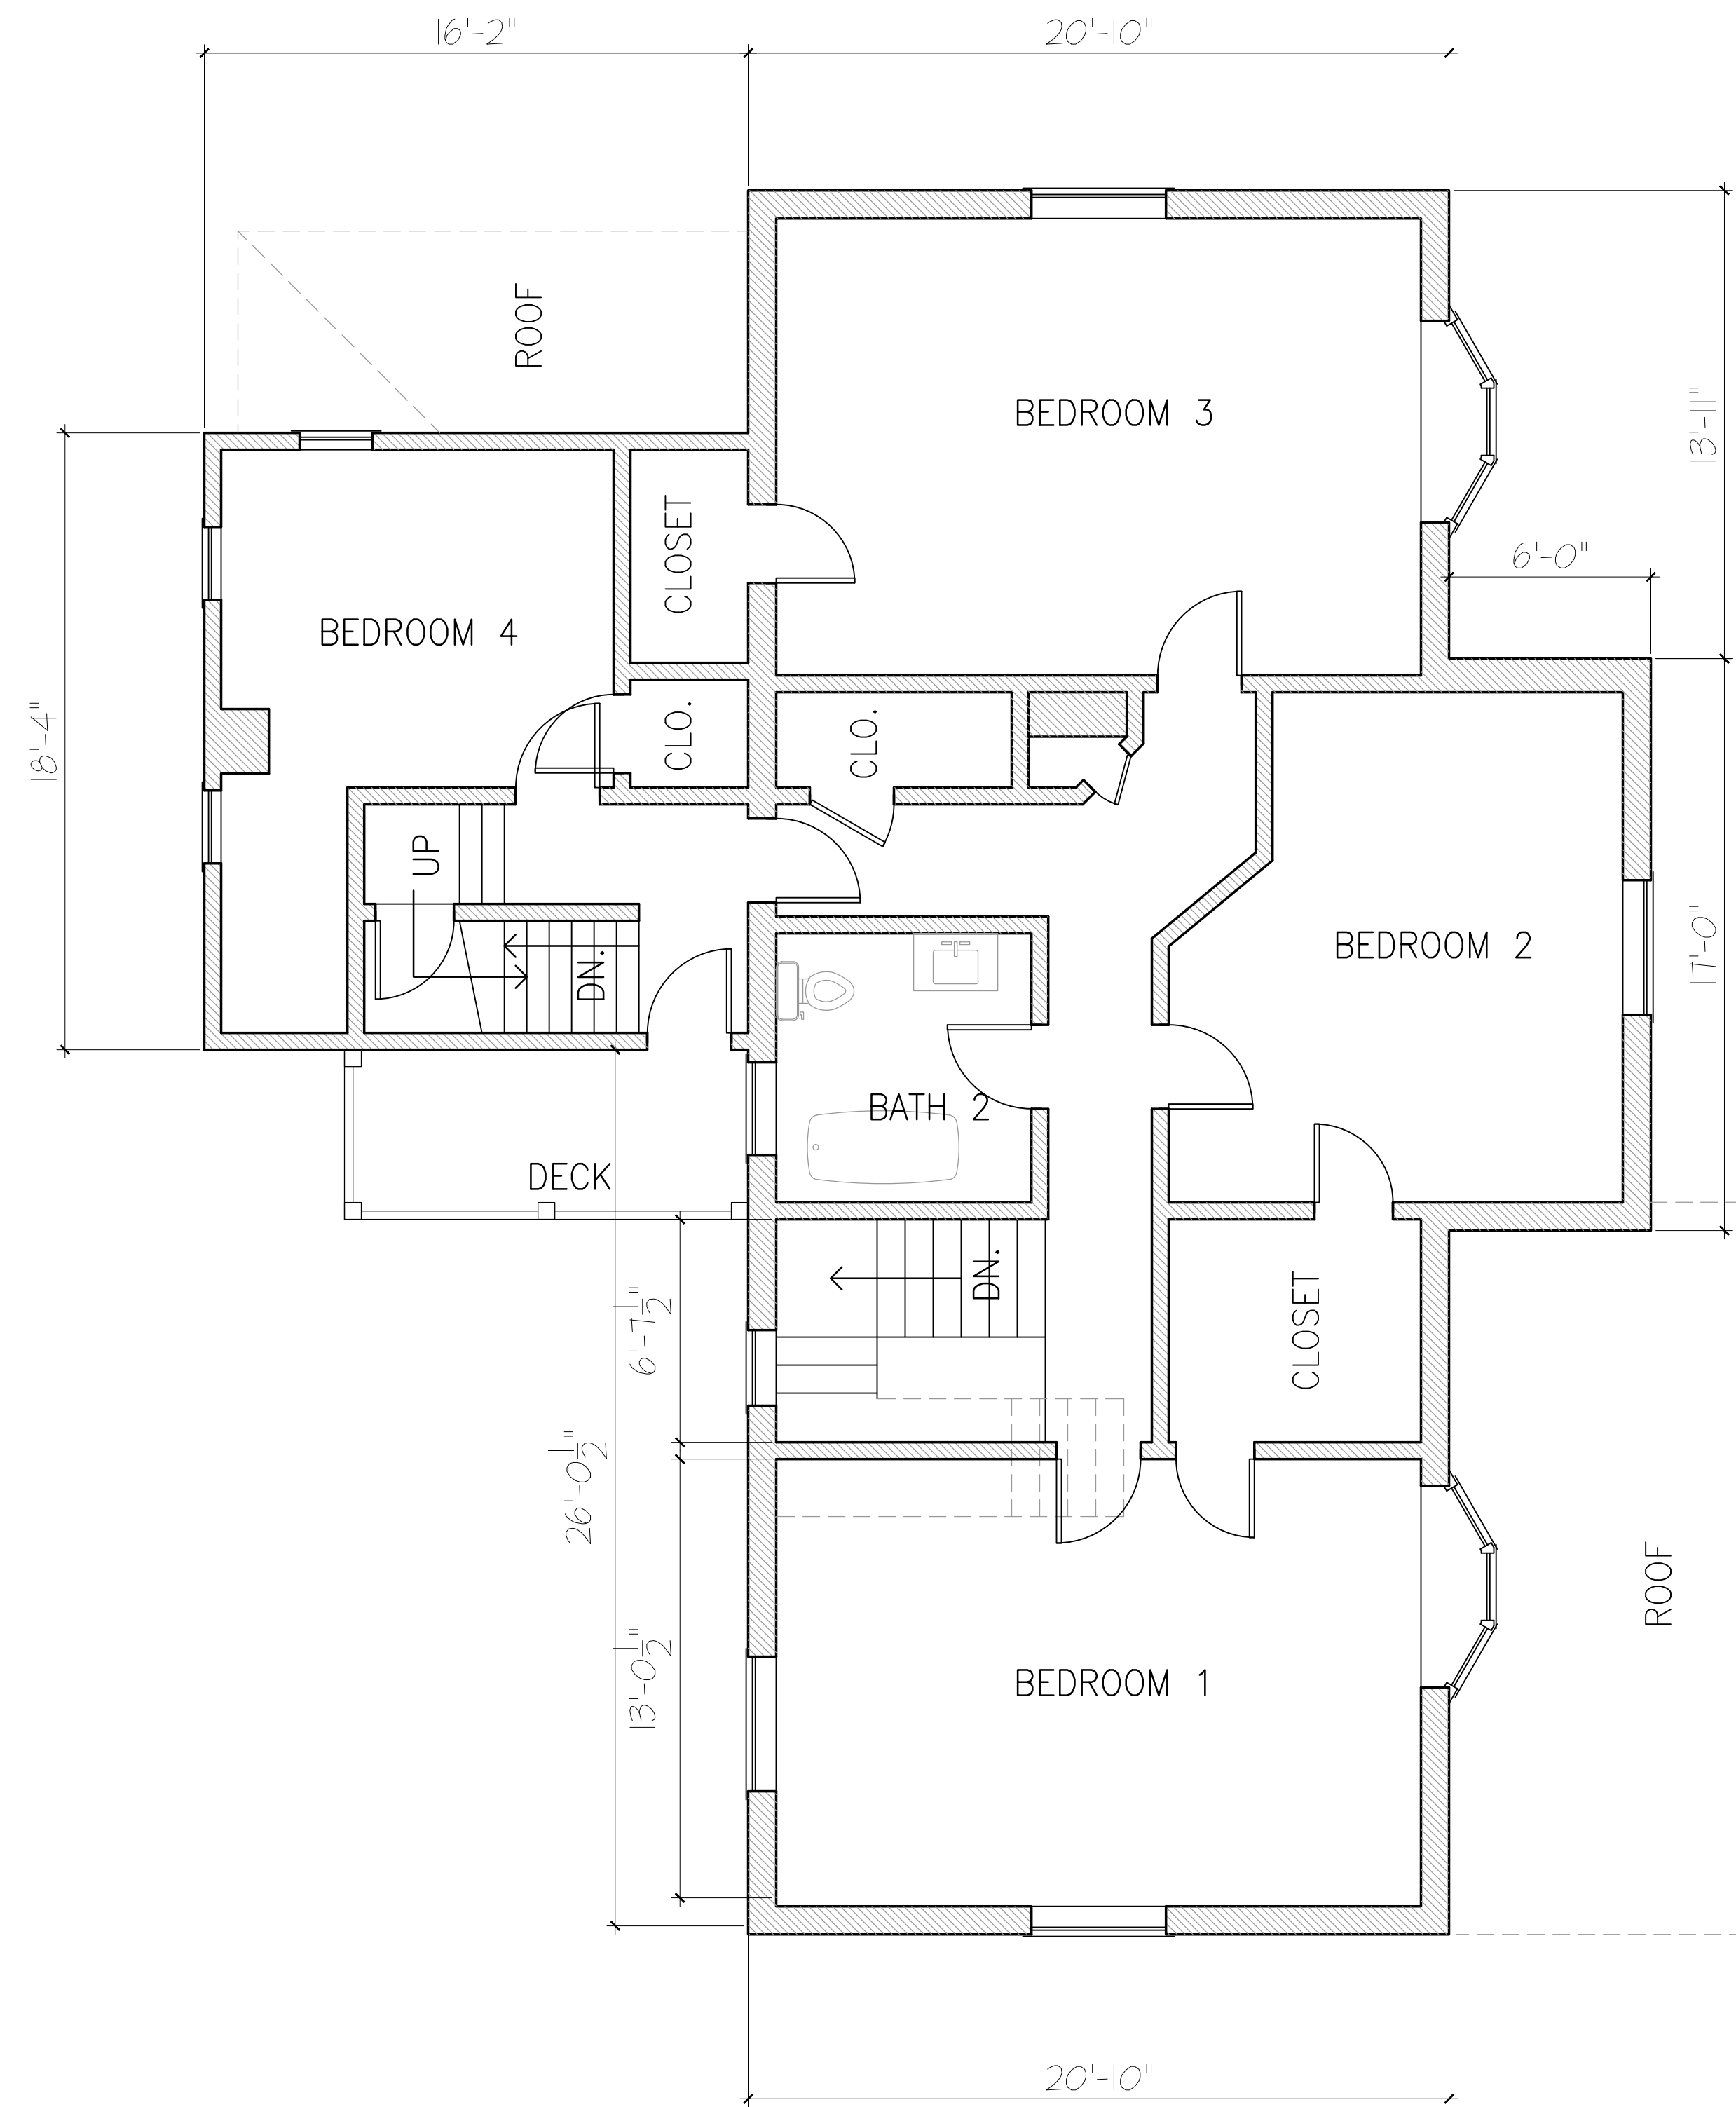 16'-2"
20'-10"
ROOF
BEDROOM 3
13'-11"
CLOSET
6'-0"
BEDROOM 4
18'-4"
CLO.
CLO.
UP
BEDROOM 2
17'-0"
DN.
BATH 2
DECK
DN.
6'-7 1/2"
CLOSET
26'-0 1/2"
ROOF
13'-0 1/2"
BEDROOM 1
20'-10"